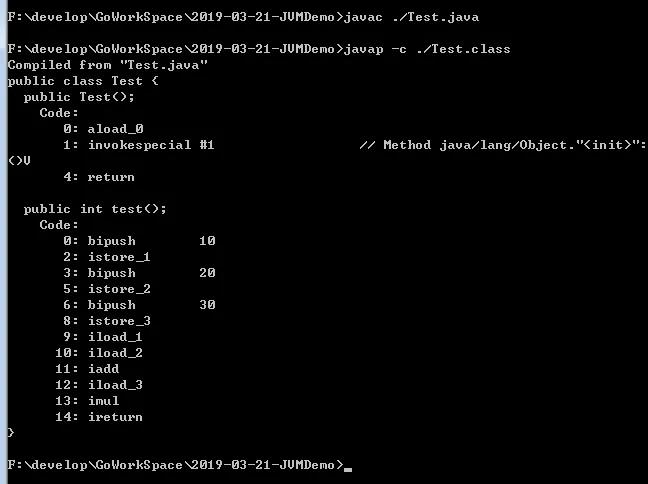 F:\develop\GoWorkSpace\2019-03-21-JVMDemo>javac ./Test.java
F:\develop\GoWorkSpace\2019-03-21-JVMDemo>javap -c ./Test.class
Compiled from "Test.java"
public class Test {
  public Test();
    Code:
       0: aload_0
       1: invokespecial #1                  // Method java/lang/Object."<init>":
()V
       4: return
  public int test();
    Code:
       0: bipush        10
       2: istore_1
       3: bipush        20
       5: istore_2
       6: bipush        30
       8: istore_3
       9: iload_1
      10: iload_2
      11: iadd
      12: iload_3
      13: imul
      14: ireturn
}
F:\develop\GoWorkSpace\2019-03-21-JVMDemo>_